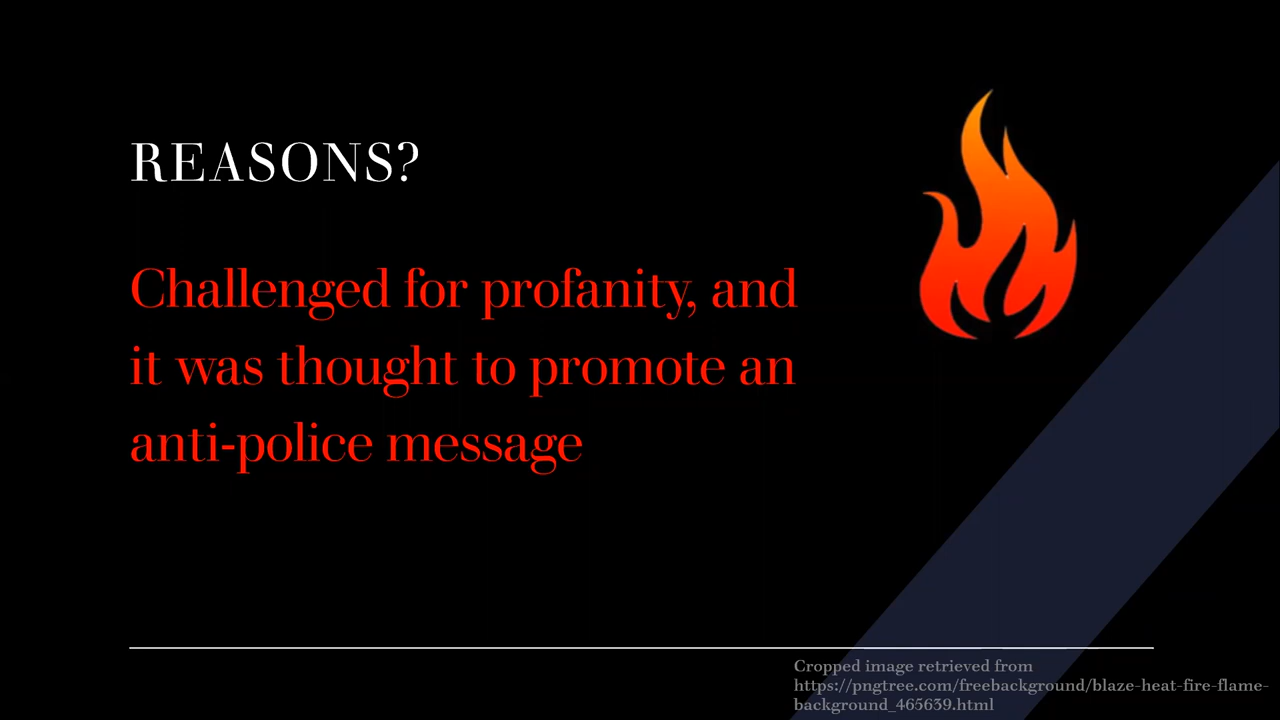 REASONS?
Challenged for profanity, and
it was thought to promote an
anti-police message
Cropped image retrieved from
https://pngtree.com/freebackground/blaze-heat-fire-flame-
background_465639.html